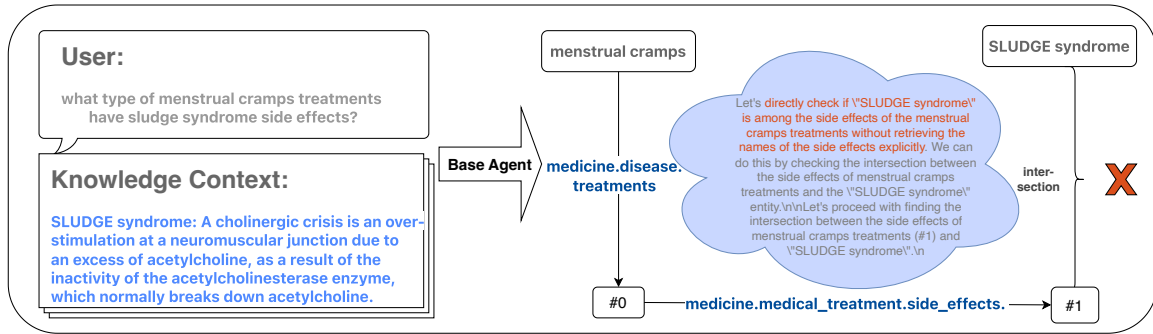 User:
what type of menstrual cramps treatments
have sludge syndrome side effects?
Knowledge Context:
SLUDGE syndrome: A cholinergic crisis is an over-
stimulation at a neuromuscular junction due to
an excess of acetylcholine, as a result of the
inactivity of the acetylcholinesterase enzyme,
which normally breaks down acetylcholine.
Base Agent
menstrual cramps
medicine.disease.
treatments
#0
Let's directly check if \"SLUDGE syndrome\"
is among the side effects of the menstrual
cramps treatments without retrieving the
names of the side effects explicitly. We can
do this by checking the intersection between
the side effects of menstrual cramps
treatments and the \"SLUDGE syndrome\"
entity.\n\nLet's proceed with finding the
intersection between the side effects of
menstrual cramps treatments (#1) and
\"SLUDGE syndrome\".\n
medicine.medical_treatment.side_effects.
SLUDGE syndrome
inter-
section
X
#1